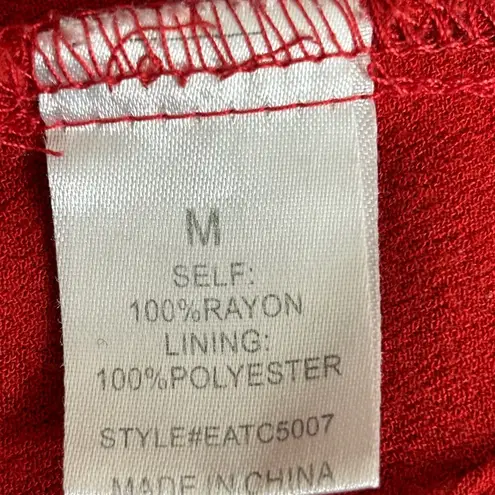 M
SELF:
100%RAYON
LINING:
100%POLYESTER
STYLE#EATC5007
MADE IN CHINA